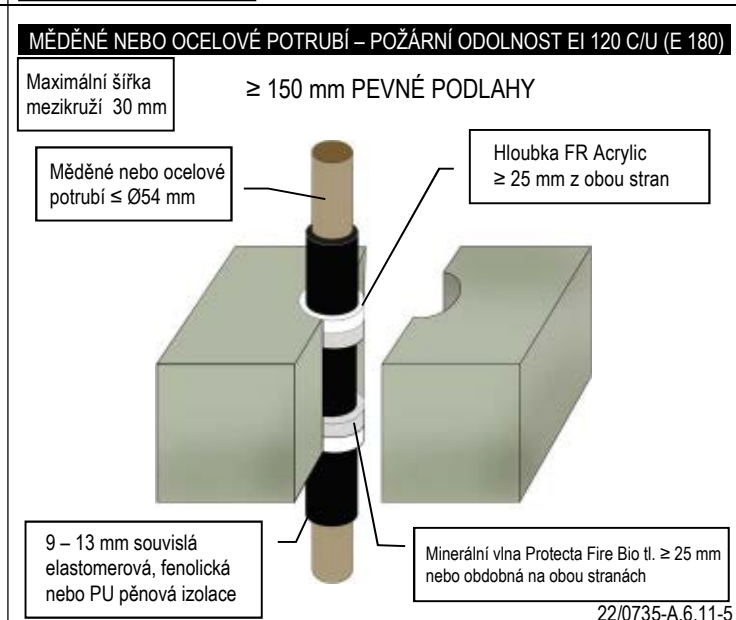 MĚDĚNÉ NEBO OCELOVÉ POTRUBÍ – POŽÁRNÍ ODOLNOST EI 120 C/U (E 180)
Maximální šířka
mezikruží 30 mm
≥ 150 mm PEVNÉ PODLAHY
Měděné nebo ocelové
potrubí ≤ Ø54 mm
Hloubka FR Acrylic
≥ 25 mm z obou stran
9 – 13 mm souvislá
elastomerová, fenolická
nebo PU pěnová izolace
Minerální vlna Protecta Fire Bio tl. ≥ 25 mm
nebo obdobná na obou stranách
22/0735-A.6.11-5